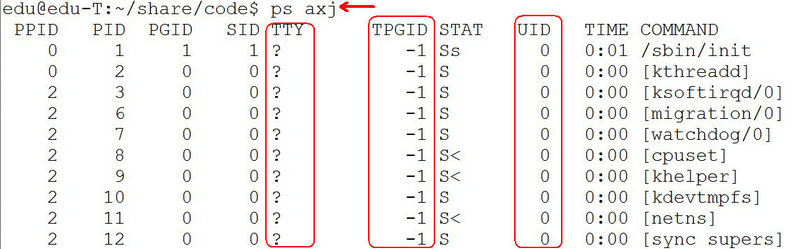 edu@edu-T:~/share/code$ ps axj
PPID PID PGID SID TTY TPGID STAT UID TIME COMMAND
0 1 1 1 ? -1 Ss 0 0:01 /sbin/init
0 2 0 0 ? -1 S 0 0:00 [kthreadd]
2 3 0 0 ? -1 S 0 0:00 [ksoftirqd/0]
2 6 0 0 ? -1 S 0 0:00 [migration/0]
2 7 0 0 ? -1 S 0 0:00 [watchdog/0]
2 8 0 0 ? -1 S< 0 0:00 [cpuset]
2 9 0 0 ? -1 S< 0 0:00 [khelper]
2 10 0 0 ? -1 S 0 0:00 [kdevtmpfs]
2 11 0 0 ? -1 S< 0 0:00 [netns]
2 12 0 0 ? -1 S 0 0:00 [sync supers]